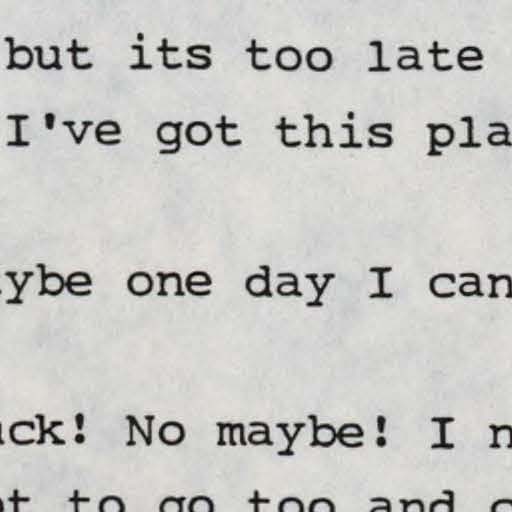 but its too late
I've got this pla
ybe one day I can
ck! No maybe! I n
to go too and